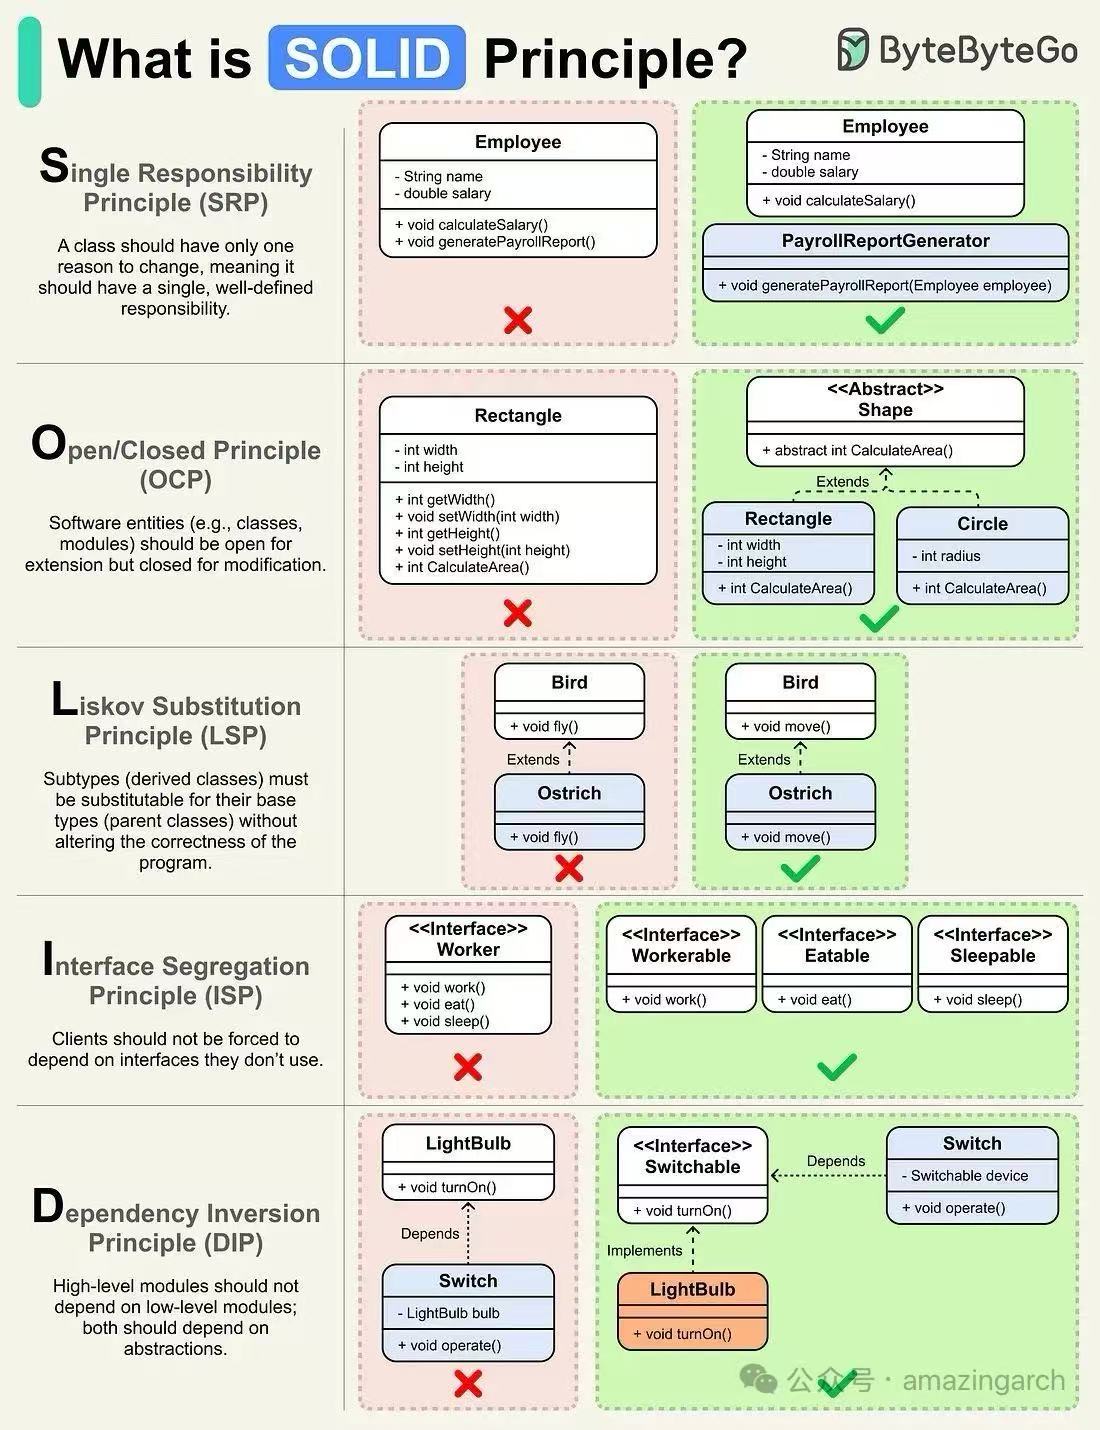 What is SOLID Principle?
ByteByteGo
Single Responsibility
Principle (SRP)
A class should have only one
reason to change, meaning it
should have a single, well-defined
responsibility.
Employee
- String name
- double salary
+ void calculateSalary()
+ void generatePayrollReport()
Employee
- String name
- double salary
+ void calculateSalary()
PayrollReportGenerator
+ void generatePayrollReport(Employee employee)
Open/Closed Principle
(OCP)
Software entities (e.g., classes,
modules) should be open for
extension but closed for modification.
Rectangle
- int width
- int height
+ int getWidth()
+ void setWidth(int width)
+ int getHeight()
+ void setHeight(int height)
+ int CalculateArea()
<<Abstract>>
Shape
+ abstract int CalculateArea()
Extends
Rectangle
- int width
- int height
+ int CalculateArea()
Circle
- int radius
+ int CalculateArea()
Liskov Substitution
Principle (LSP)
Subtypes (derived classes) must
be substitutable for their base
types (parent classes) without
altering the correctness of the
program.
Bird
+ void fly()
Extends
Ostrich
+ void fly()
Bird
+ void move()
Extends
Ostrich
+ void move()
Interface Segregation
Principle (ISP)
Clients should not be forced to
depend on interfaces they don't use.
<<Interface>>
Worker
+ void work()
+ void eat()
+ void sleep()
<<Interface>>
Workerable
+ void work()
<<Interface>>
Eatable
+ void eat()
<<Interface>>
Sleepable
+ void sleep()
Dependency Inversion
Principle (DIP)
High-level modules should not
depend on low-level modules;
both should depend on
abstractions.
LightBulb
+ void turnOn()
Depends
Switch
- LightBulb bulb
+ void operate()
<<Interface>>
Switchable
+ void turnOn()
Depends
Switch
- Switchable device
+ void operate()
Implements
LightBulb
+ void turnOn()
公众号 · amazingarch